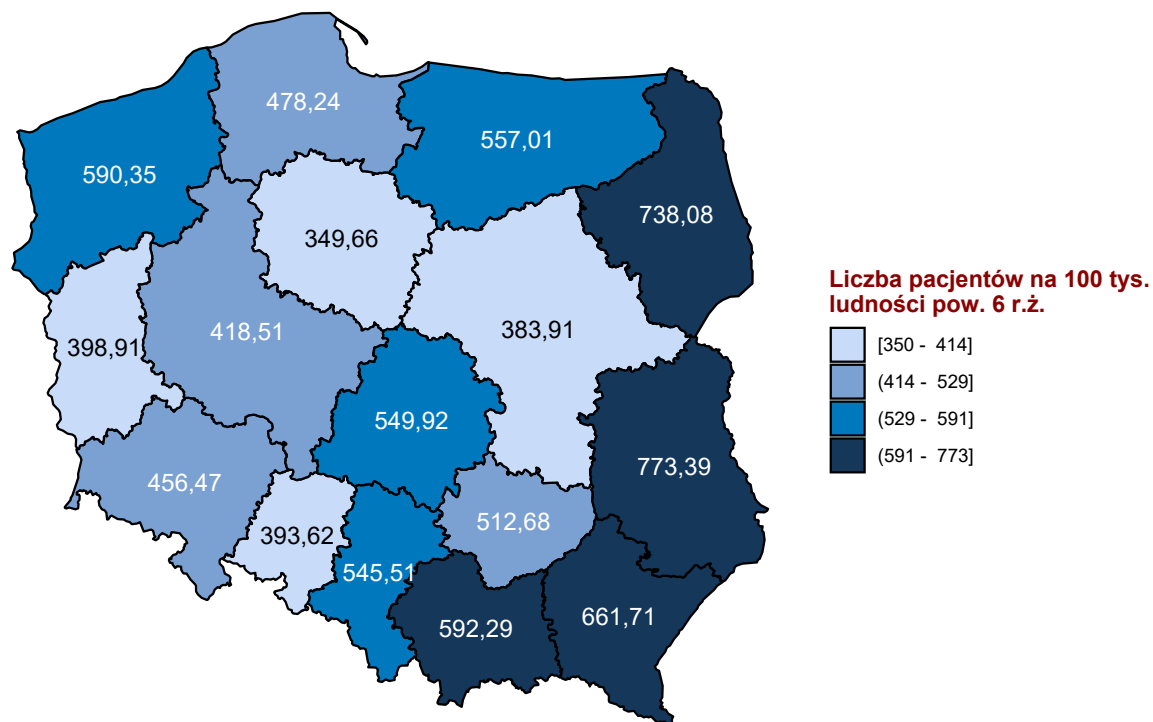 478,24
557,01
590,35
738,08
349,66
418,51
383,91
398,91
549,92
773,39
456,47
512,68
393,62
545,51
661,71
592,29
Liczba pacjentów na 100 tys.
ludności pow. 6 r.ż.
[350 - 414]
(414 - 529]
(529 - 591]
(591 - 773]